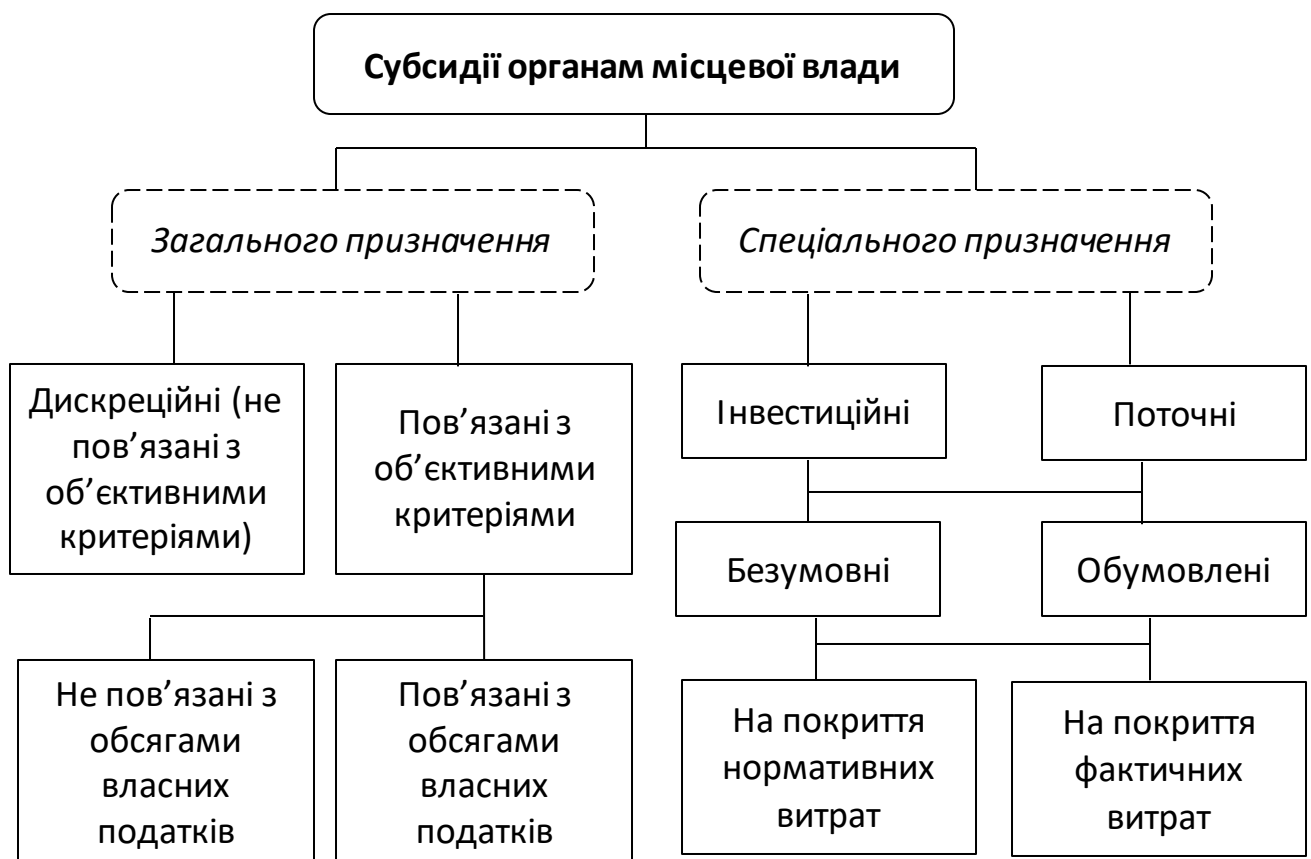 Субсидії органам місцевої влади
Загального призначення
Спеціального призначення
Дискреційні (не
пов’язані з
об’єктивними
критеріями)
Пов’язані з
об’єктивними
критеріями
Інвестиційні
Поточні
Безумовні
Обумовлені
Не пов’язані з
обсягами
власних
податків
Пов’язані з
обсягами
власних
податків
На покриття
нормативних
витрат
На покриття
фактичних
витрат